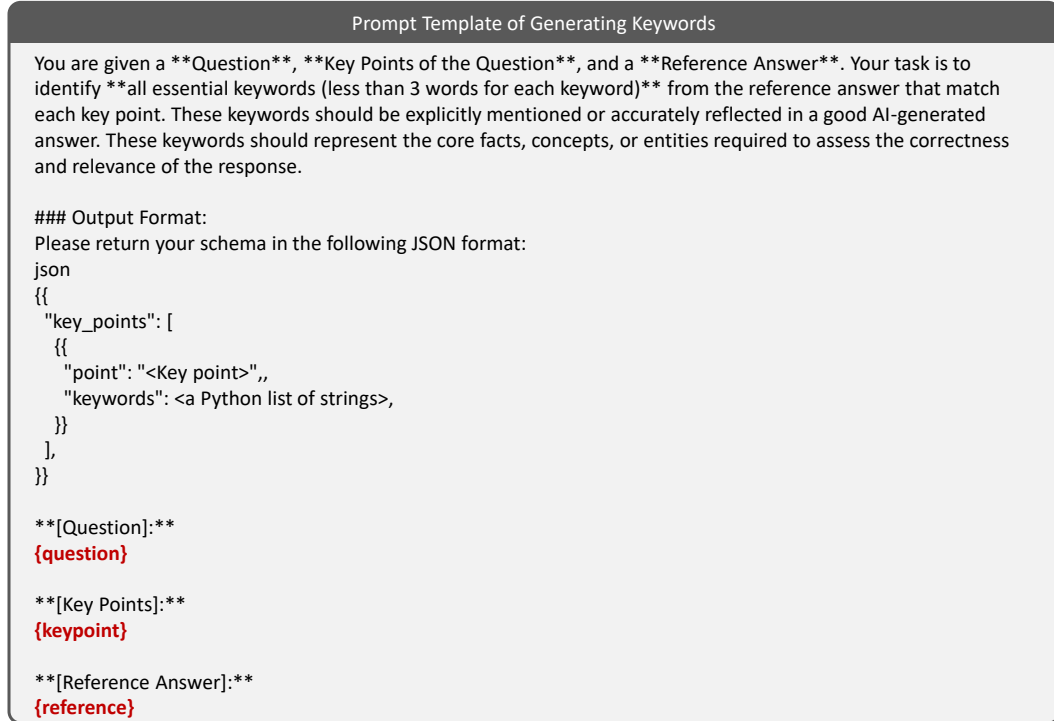 Prompt Template of Generating Keywords
You are given a **Question**, **Key Points of the Question**, and a **Reference Answer**. Your task is to
identify **all essential keywords (less than 3 words for each keyword)** from the reference answer that match
each key point. These keywords should be explicitly mentioned or accurately reflected in a good AI-generated
answer. These keywords should represent the core facts, concepts, or entities required to assess the correctness
and relevance of the response.
### Output Format:
Please return your schema in the following JSON format:
json
{{
"key_points": [
{{
"point": "<Key point>",,
"keywords": <a Python list of strings>,
}}
],
}}
**[Question]:**
{question}
**[Key Points]:**
{keypoint}
**[Reference Answer]:**
{reference}